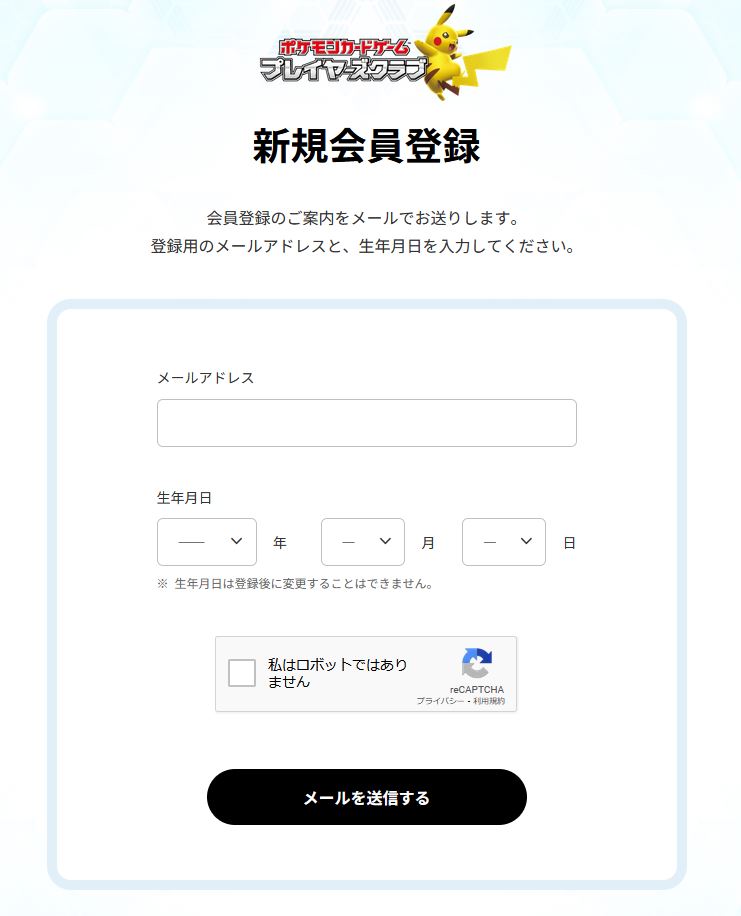 ポケモンカードゲーム
プレイヤーズクラブ
新規会員登録
会員登録のご案内をメールでお送りします。
登録用のメールアドレスと、生年月日を入力してください。
メールアドレス
生年月日
―― 年 ― 月 ― 日
※ 生年月日は登録後に変更することはできません。
私はロボットではあり
ません
reCAPTCHA
プライバシー・利用規約
メールを送信する